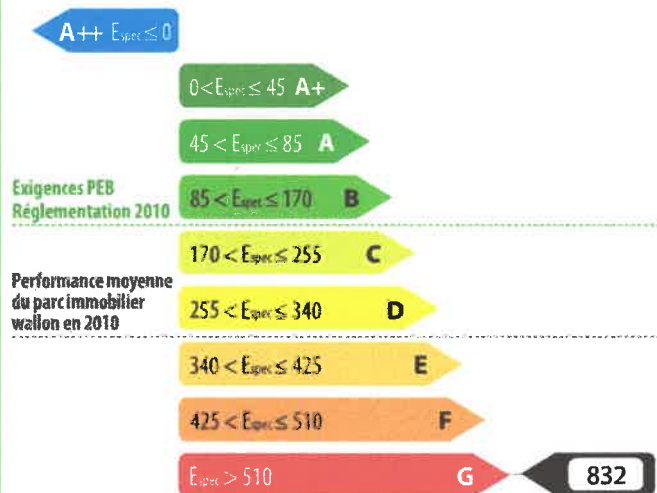 A++ Espec ≤ 0
0 < Espec ≤ 45 A+
45 < Espec ≤ 85 A
Exigences PEB
Réglementation 2010
85 < Espec ≤ 170 B
170 < Espec ≤ 255 C
Performance moyenne
du parc immobilier
wallon en 2010
255 < Espec ≤ 340 D
340 < Espec ≤ 425 E
425 < Espec ≤ 510 F
Espec > 510 G 832